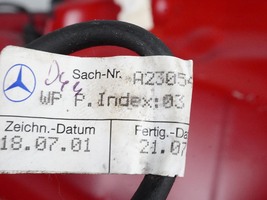 Sach-Nr. A23054
WP P. Index:03
Zeichn.-Datum Fertig.-Da
18.07.01 21.07